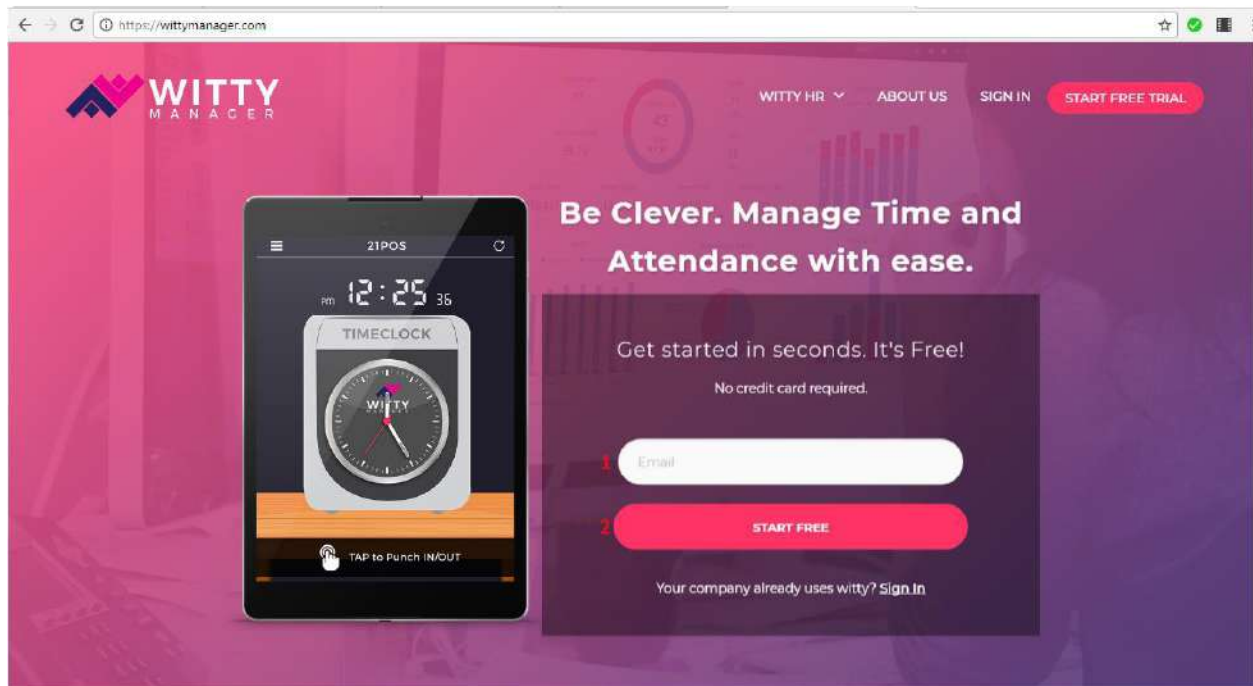 https://wittymanager.com
WITTY
MANAGER
WITTY HR
ABOUT US
SIGN IN
START FREE TRIAL
Be Clever. Manage Time and
Attendance with ease.
21POS
PM 12:25 36
TIMECLOCK
WITTY
MANAGER
TAP to Punch IN/OUT
Get started in seconds. It's Free!
No credit card required.
1 Email
2 START FREE
Your company already uses witty? Sign In